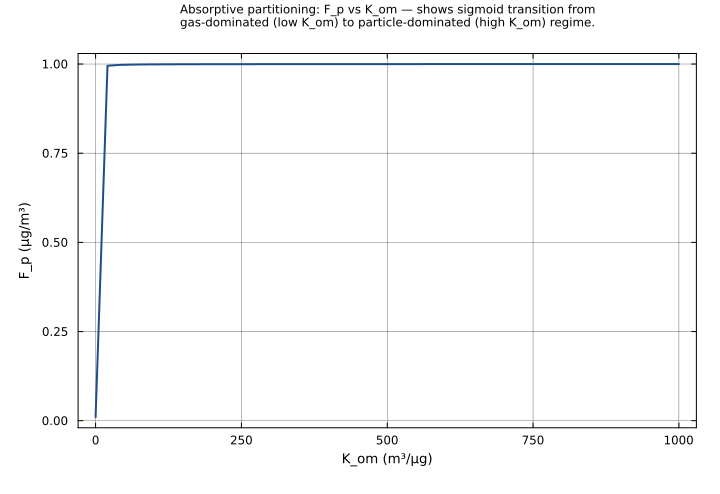 Absorptive partitioning: F_p vs K_om — shows sigmoid transition from
gas-dominated (low K_om) to particle-dominated (high K_om) regime.
1.00
0.75
0.50
0.25
0.00
F_p (μg/m³)
0
250
500
750
1000
K_om (m³/μg)